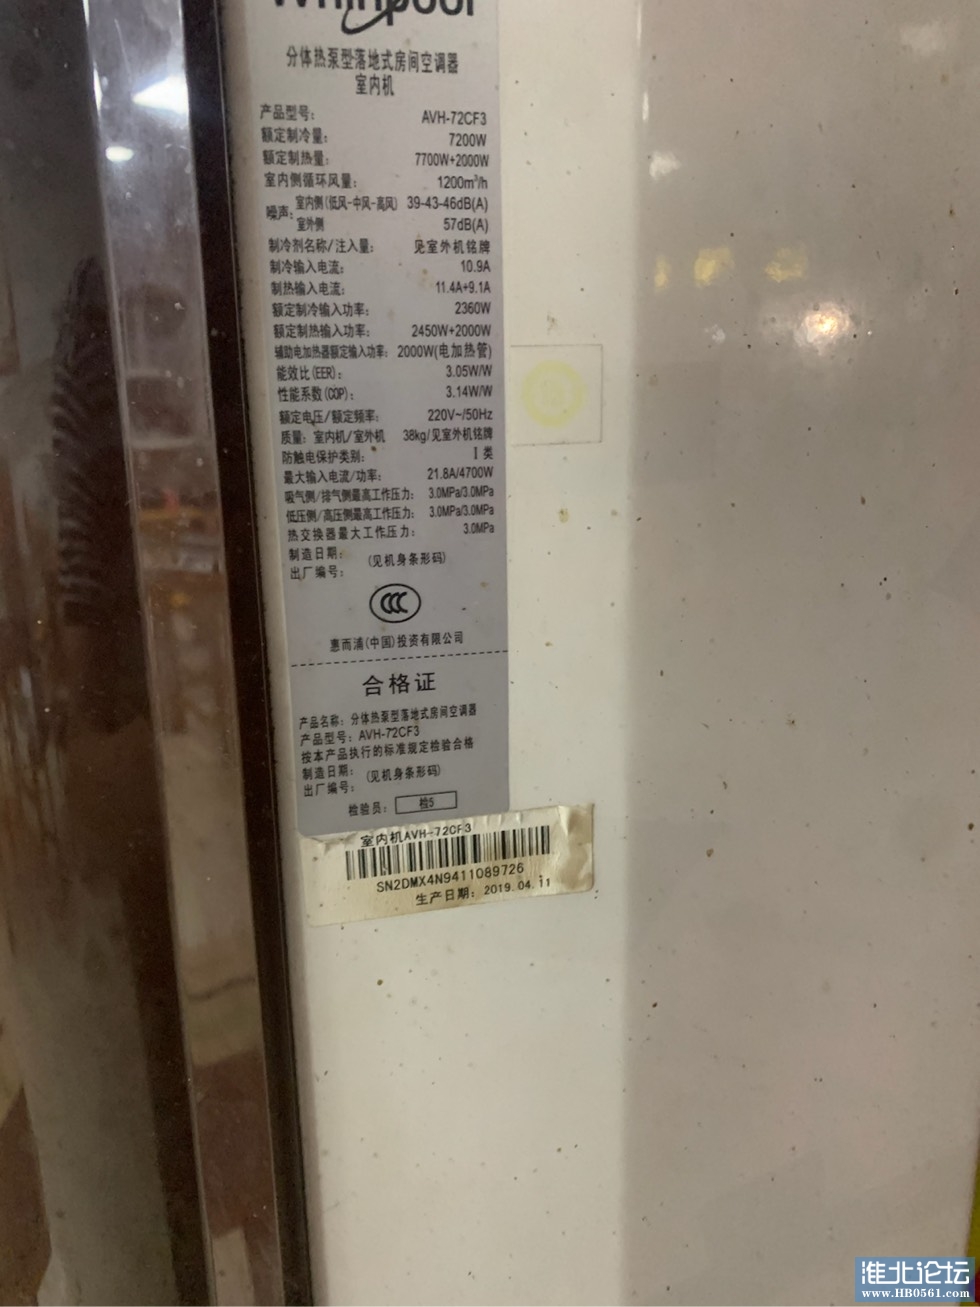 Whirlpool
分体热泵型落地式房间空调器
室内机
产品型号: AVH-72CF3
额定制冷量: 7200W
额定制热量: 7700W+2000W
室内侧循环风量: 1200m³/h
噪声: 室内侧(低风-中风-高风) 39-43-46dB(A)
室外侧 57dB(A)
制冷剂名称/注入量: 见室外机铭牌
制冷输入电流: 10.9A
制热输入电流: 11.4A+9.1A
额定制冷输入功率: 2360W
额定制热输入功率: 2450W+2000W
辅助电加热器额定输入功率: 2000W(电加热管)
能效比(EER): 3.05W/W
性能系数(COP): 3.14W/W
额定电压/额定频率: 220V~/50Hz
质量: 室内机/室外机 38kg/见室外机铭牌
防触电保护类别: I 类
最大输入电流/功率: 21.8A/4700W
吸气侧/排气侧最高工作压力: 3.0MPa/3.0MPa
低压侧/高压侧最高工作压力: 3.0MPa/3.0MPa
热交换器最大工作压力: 3.0MPa
制造日期:
(见机身条形码)
出厂编号:
CCC
惠而浦(中国)投资有限公司
合格证
产品名称: 分体热泵型落地式房间空调器
产品型号: AVH-72CF3
按本产品执行的标准规定检验合格
制造日期:
(见机身条形码)
出厂编号:
检验员: 检5
室内机AVH-72CF3
SN2DMX4N9411089726
生产日期: 2019.04.11
淮北论坛
www.HB0561.com